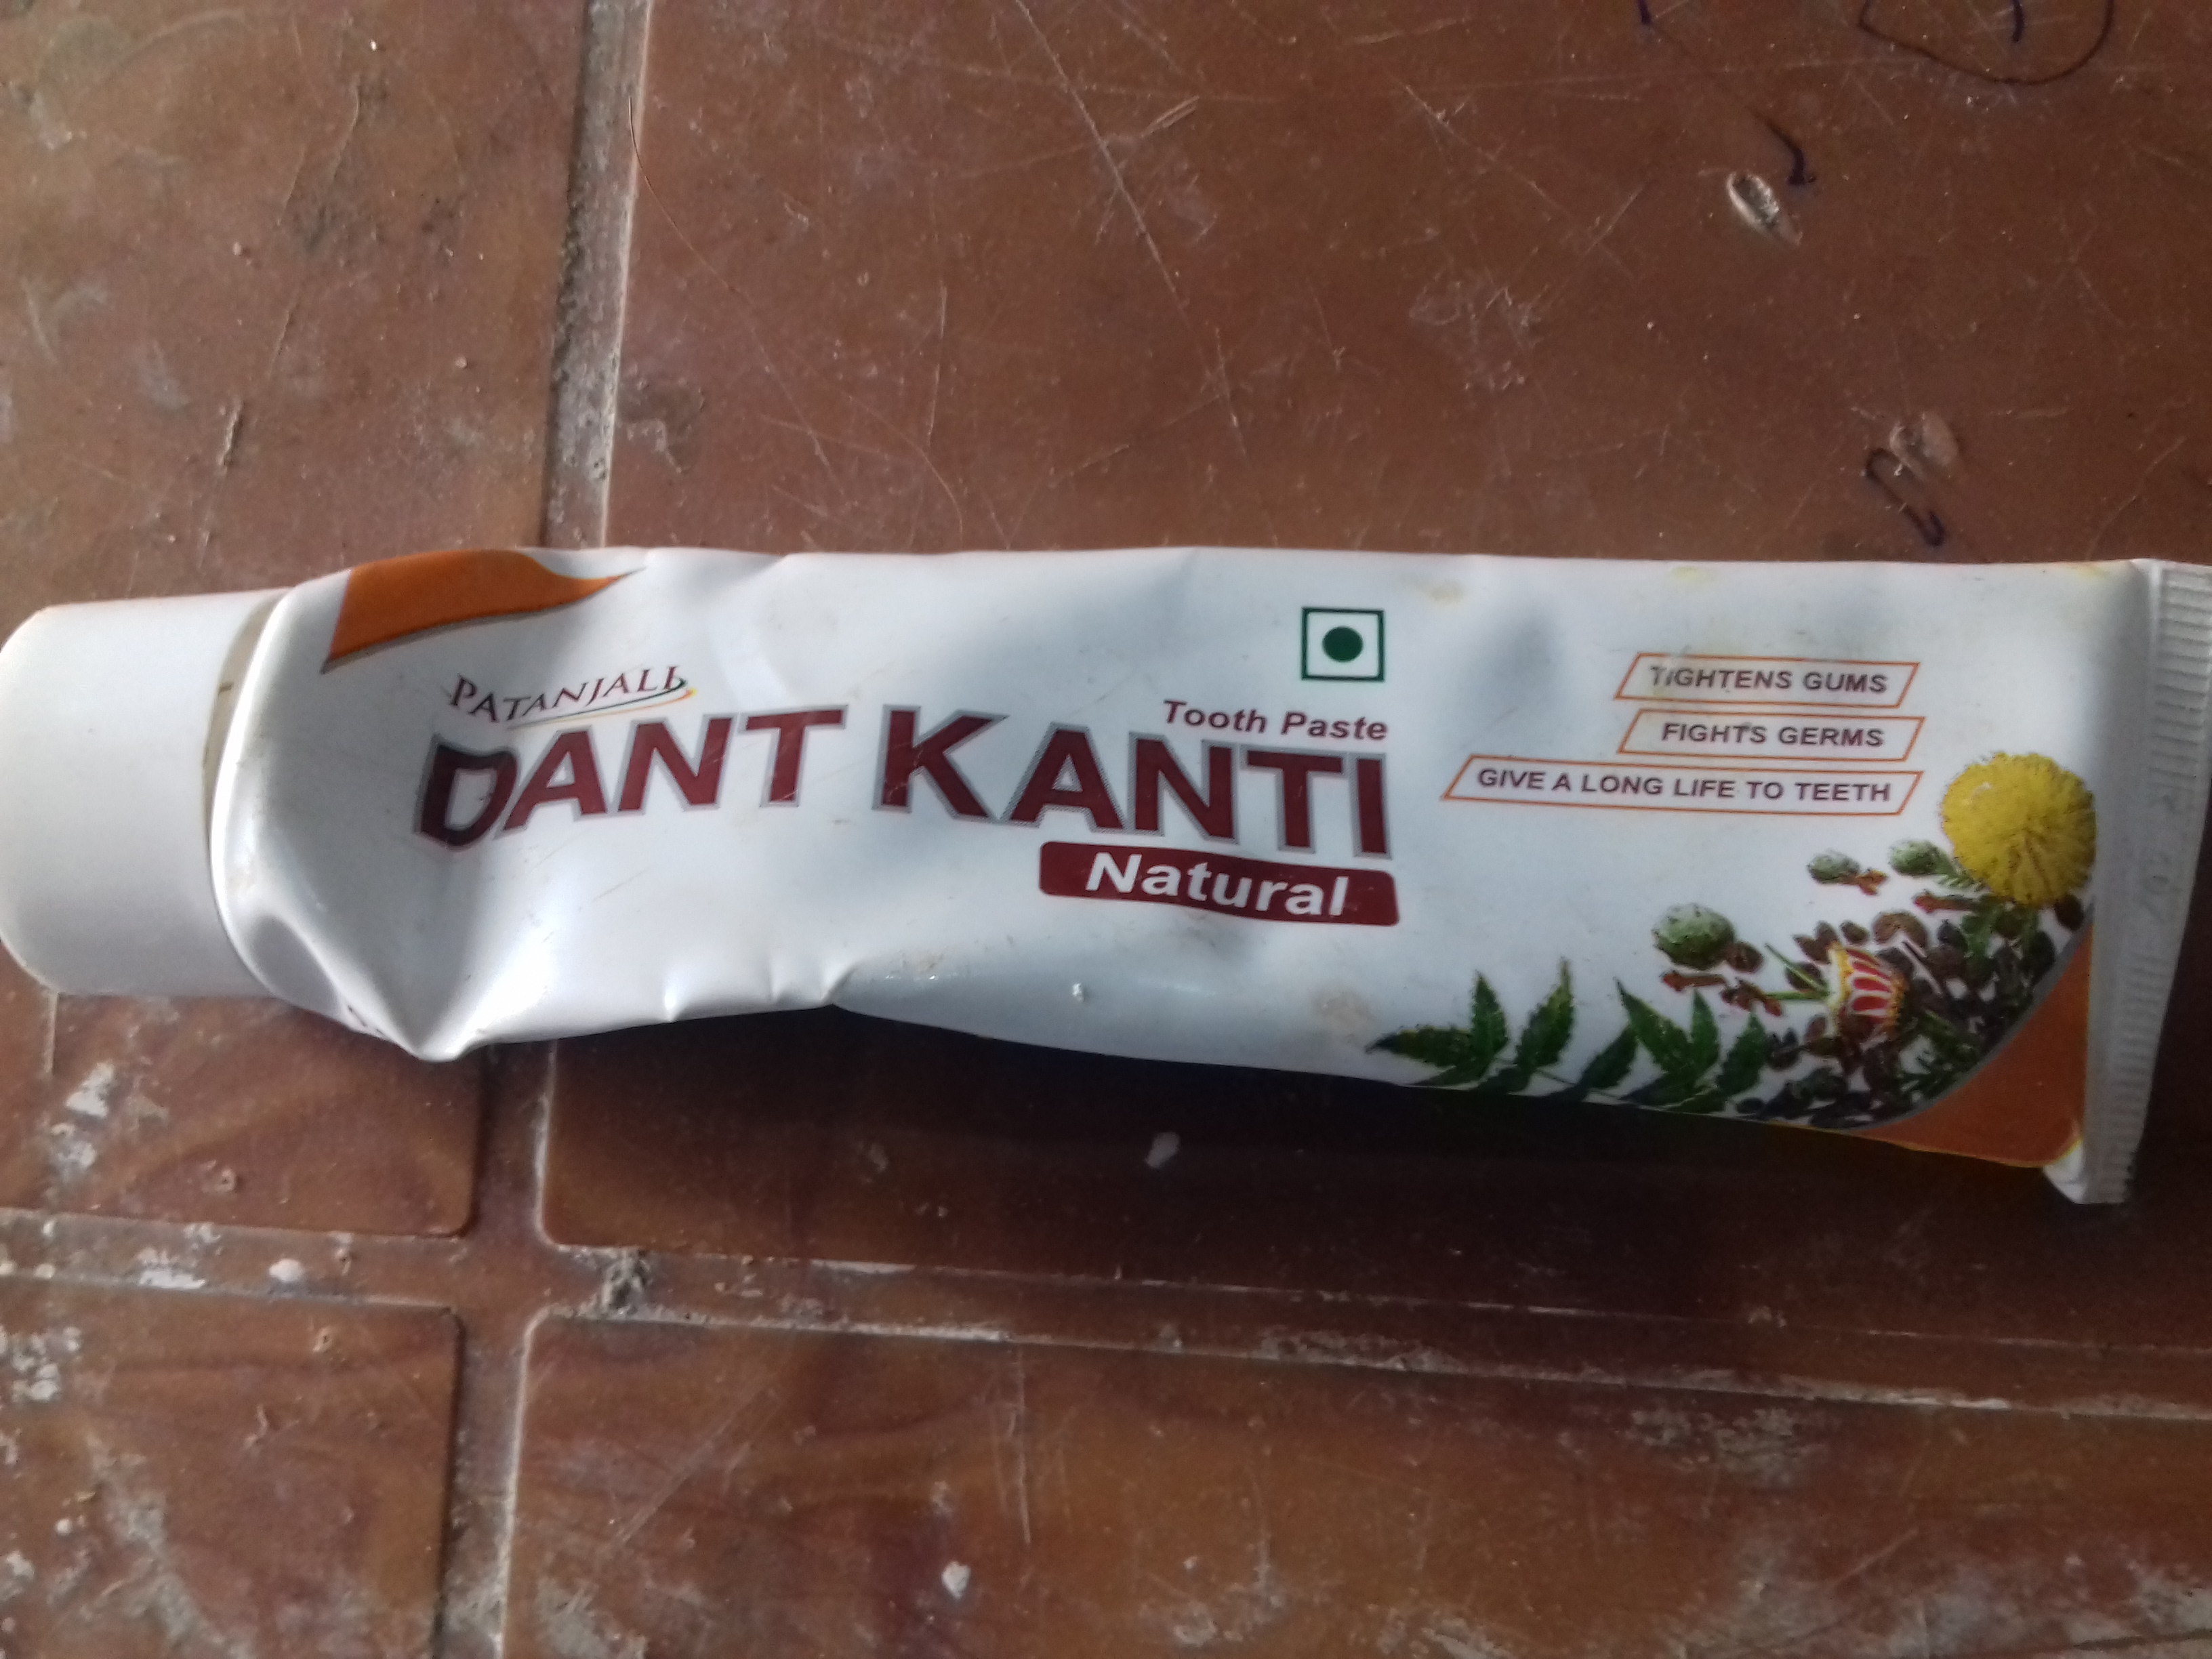 PATANJALI
Tooth Paste
DANT KANTI
Natural
TIGHTENS GUMS
FIGHTS GERMS
GIVE A LONG LIFE TO TEETH